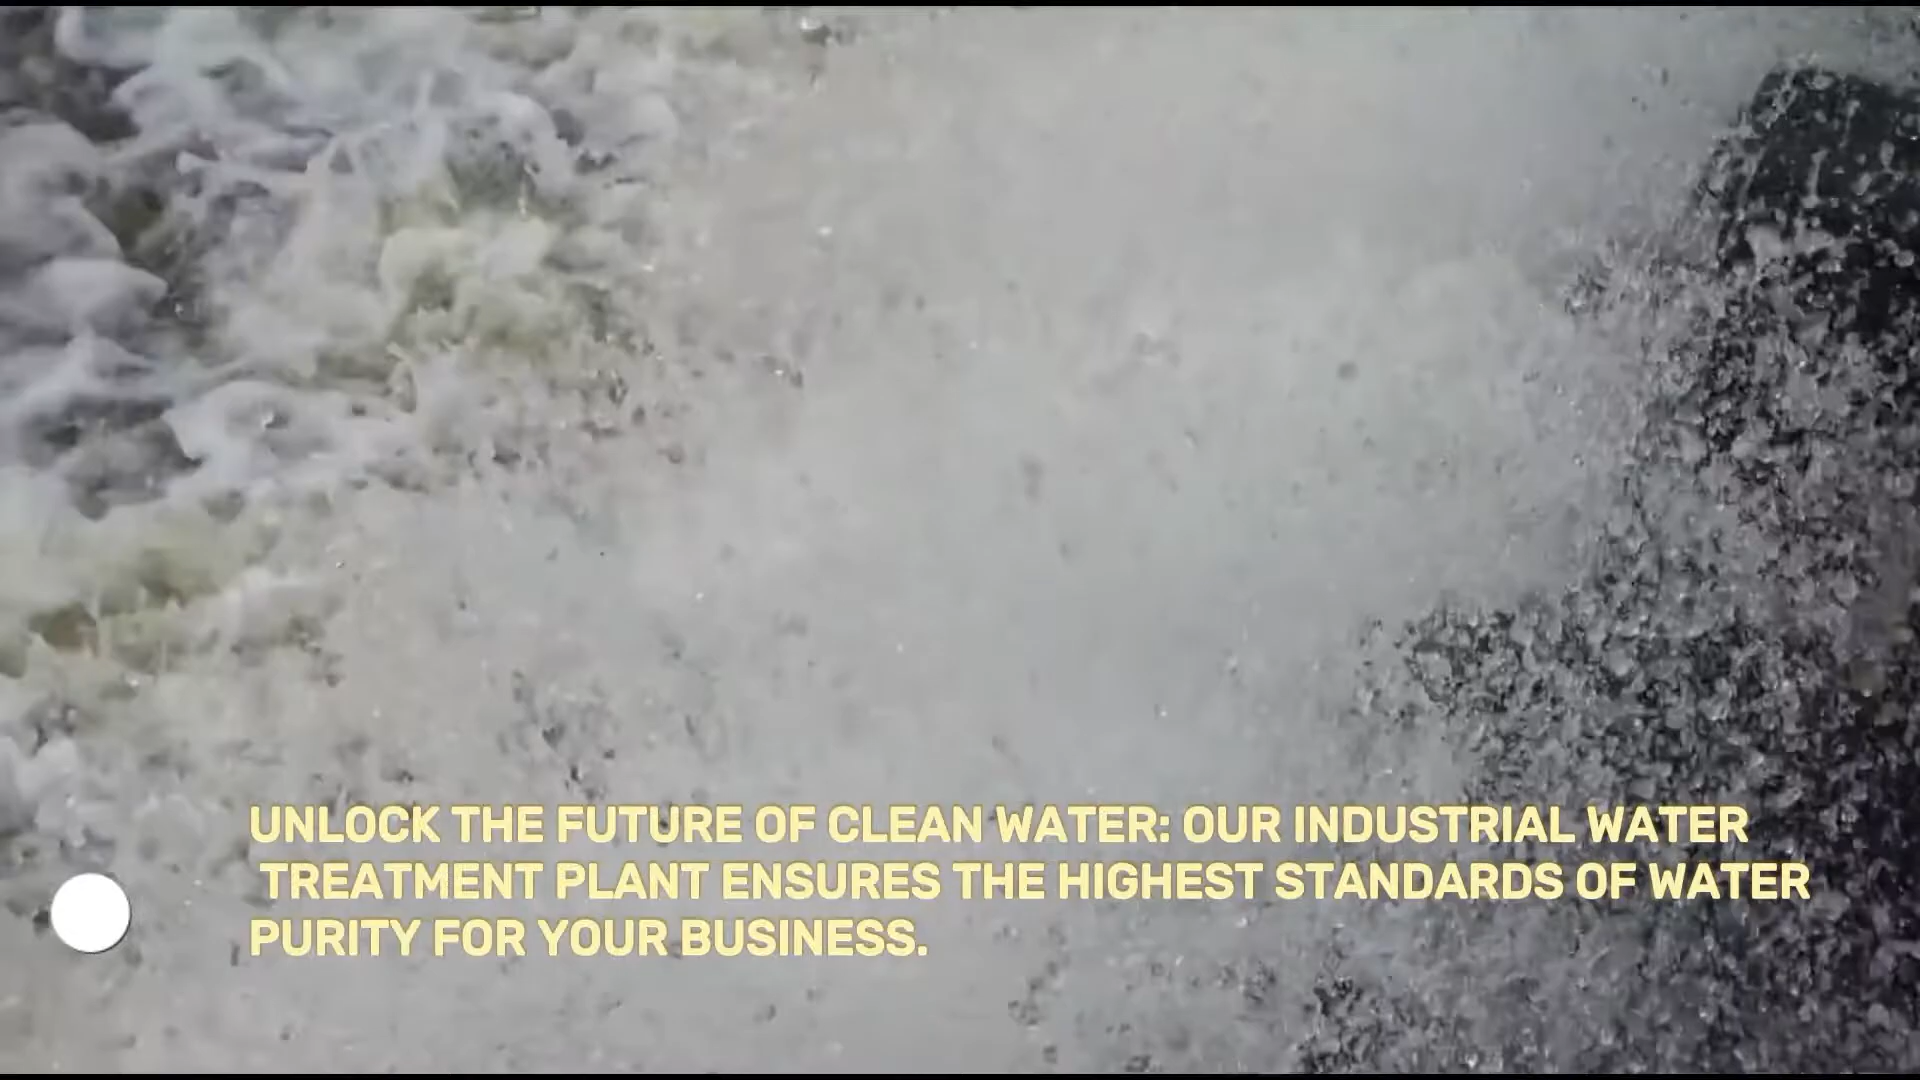 UNLOCK THE FUTURE OF CLEAN WATER: OUR INDUSTRIAL WATER
TREATMENT PLANT ENSURES THE HIGHEST STANDARDS OF WATER
PURITY FOR YOUR BUSINESS.